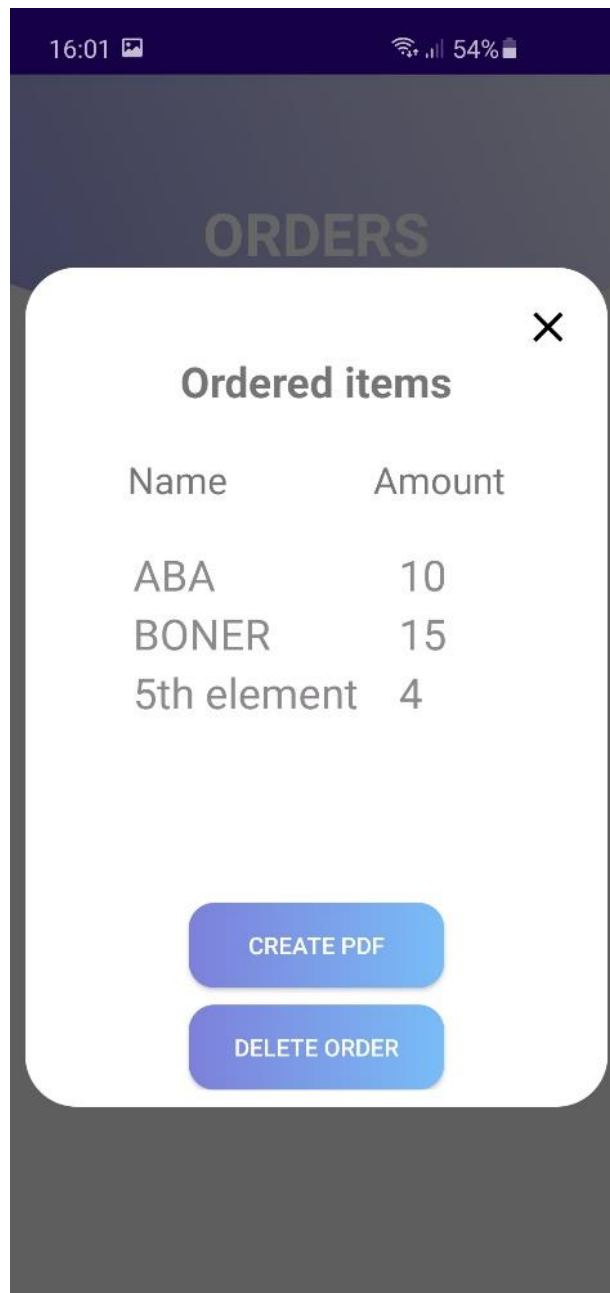 16:01 54%
ORDERS
Ordered items
Name Amount
ABA 10
BONER 15
5th element 4
CREATE PDF
DELETE ORDER